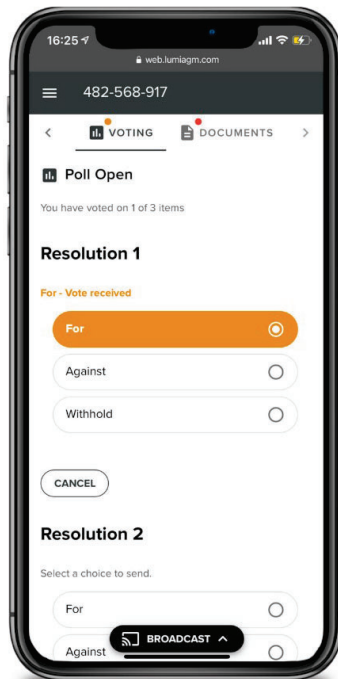 16:25
web.lumiagm.com
482-568-917
VOTING
DOCUMENTS
Poll Open
You have voted on 1 of 3 items
Resolution 1
For - Vote received
For
Against
Withhold
CANCEL
Resolution 2
Select a choice to send.
For
BROADCAST
Against